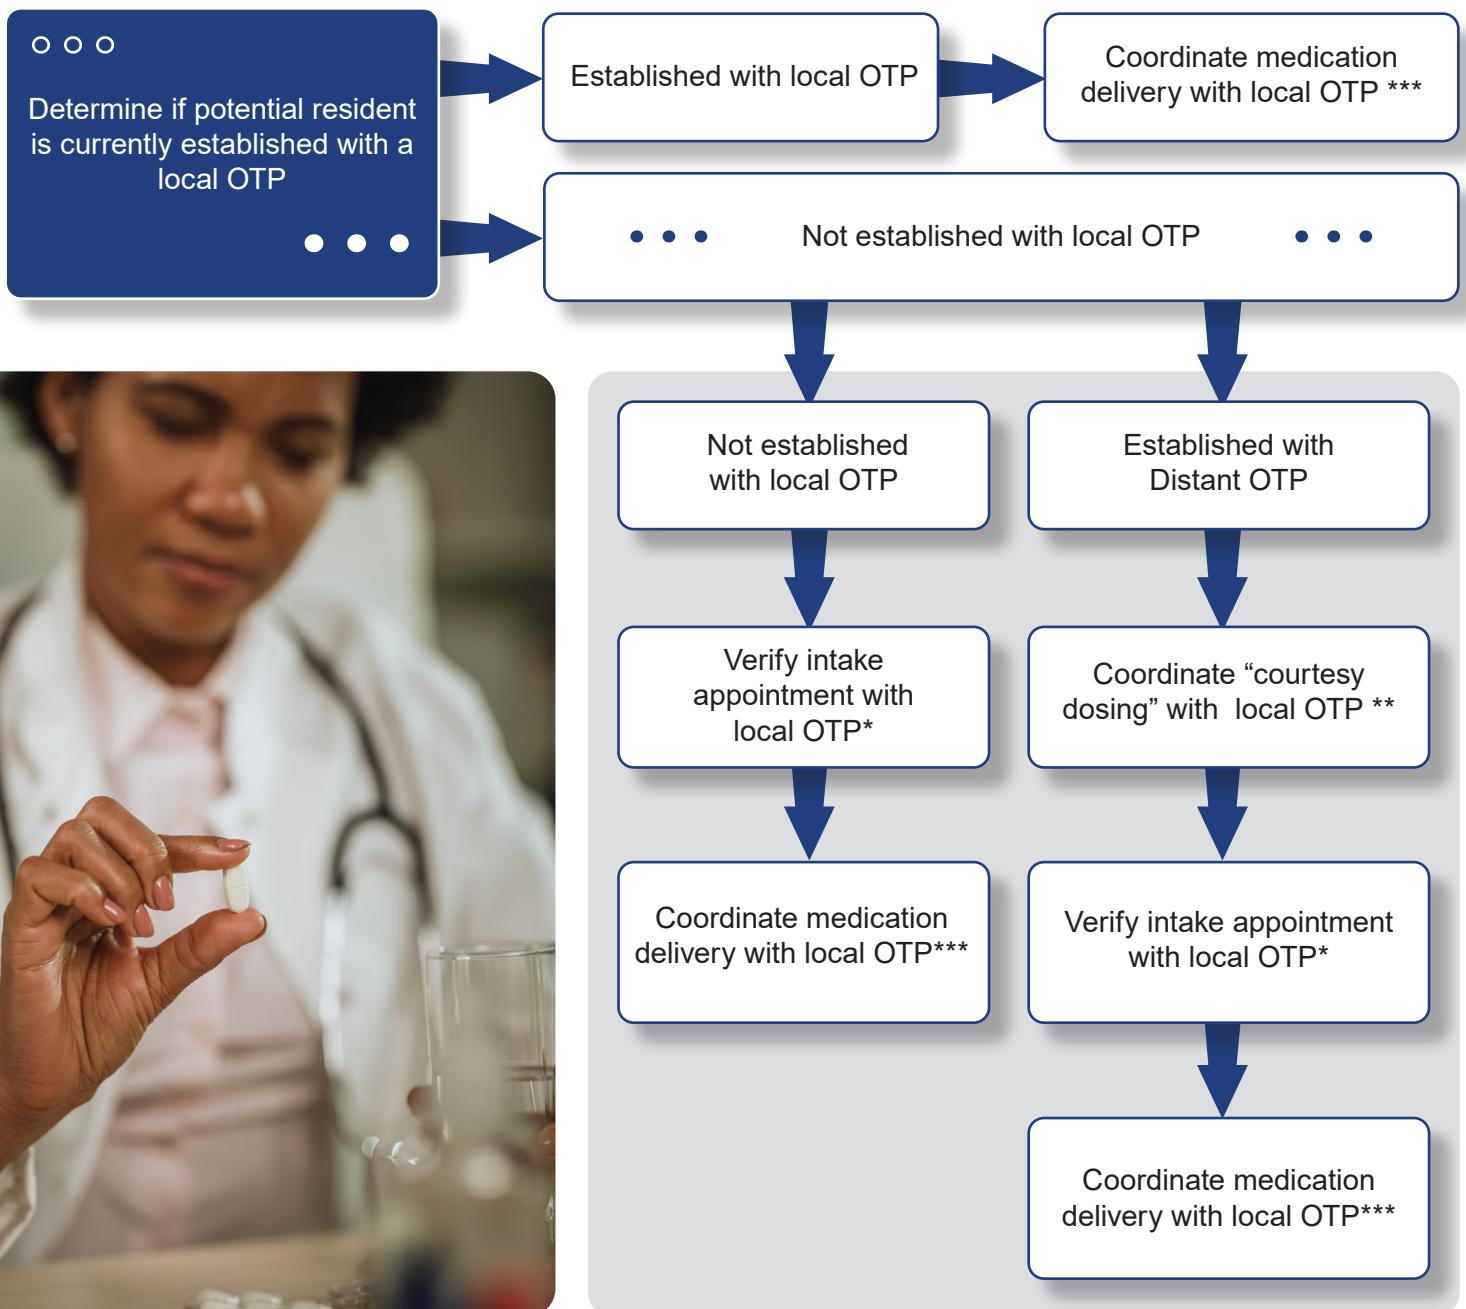 Determine if potential resident
is currently established with a
local OTP
Established with local OTP
Coordinate medication
delivery with local OTP ***
Not established with local OTP
Not established
with local OTP
Verify intake
appointment with
local OTP*
Coordinate medication
delivery with local OTP***
Established with
Distant OTP
Coordinate “courtesy
dosing” with  local OTP **
Verify intake appointment
with local OTP*
Coordinate medication
delivery with local OTP***